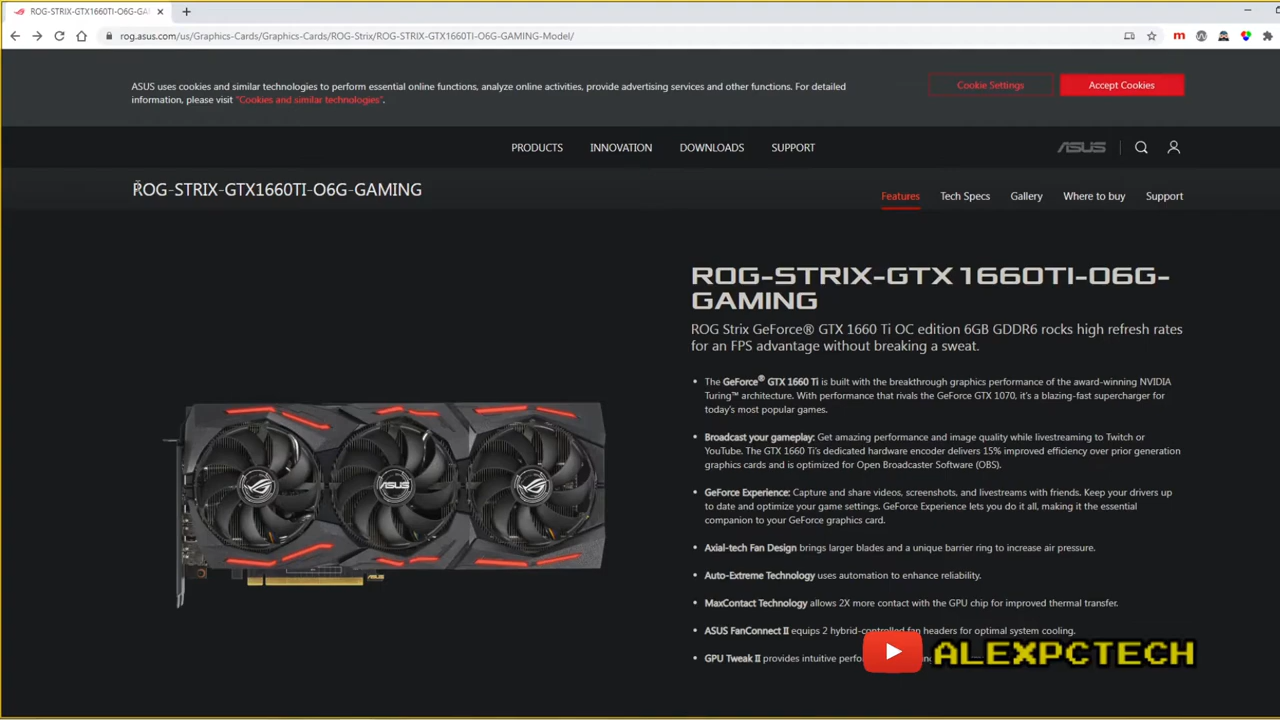 ROG-STRIX-GTX1660TI-O6G-GA
rog.asus.com/us/Graphics-Cards/Graphics-Cards/ROG-Strix/ROG-STRIX-GTX1660TI-O6G-GAMING-Model/
ASUS uses cookies and similar technologies to perform essential online functions, analyze online activities, provide advertising services and other functions. For detailed
information, please visit "Cookies and similar technologies".
Cookie Settings
Accept Cookies
PRODUCTS INNOVATION DOWNLOADS SUPPORT
ASUS
ROG-STRIX-GTX1660TI-O6G-GAMING
Features Tech Specs Gallery Where to buy Support
ROG-STRIX-GTX1660TI-O6G-
GAMING
ROG Strix GeForce® GTX 1660 Ti OC edition 6GB GDDR6 rocks high refresh rates
for an FPS advantage without breaking a sweat.
• The GeForce® GTX 1660 Ti is built with the breakthrough graphics performance of the award-winning NVIDIA
Turing™ architecture. With performance that rivals the GeForce GTX 1070, it's a blazing-fast supercharger for
today's most popular games.
• Broadcast your gameplay: Get amazing performance and image quality while livestreaming to Twitch or
YouTube. The GTX 1660 Ti's dedicated hardware encoder delivers 15% improved efficiency over prior generation
graphics cards and is optimized for Open Broadcaster Software (OBS).
• GeForce Experience: Capture and share videos, screenshots, and livestreams with friends. Keep your drivers up
to date and optimize your game settings. GeForce Experience lets you do it all, making it the essential
companion to your GeForce graphics card.
• Axial-tech Fan Design brings larger blades and a unique barrier ring to increase air pressure.
• Auto-Extreme Technology uses automation to enhance reliability.
• MaxContact Technology allows 2X more contact with the GPU chip for improved thermal transfer.
• ASUS FanConnect II equips 2 hybrid-controlled fan headers for optimal system cooling.
• GPU Tweak II provides intuitive
ALEXPCTECH
ASUS
ASUS